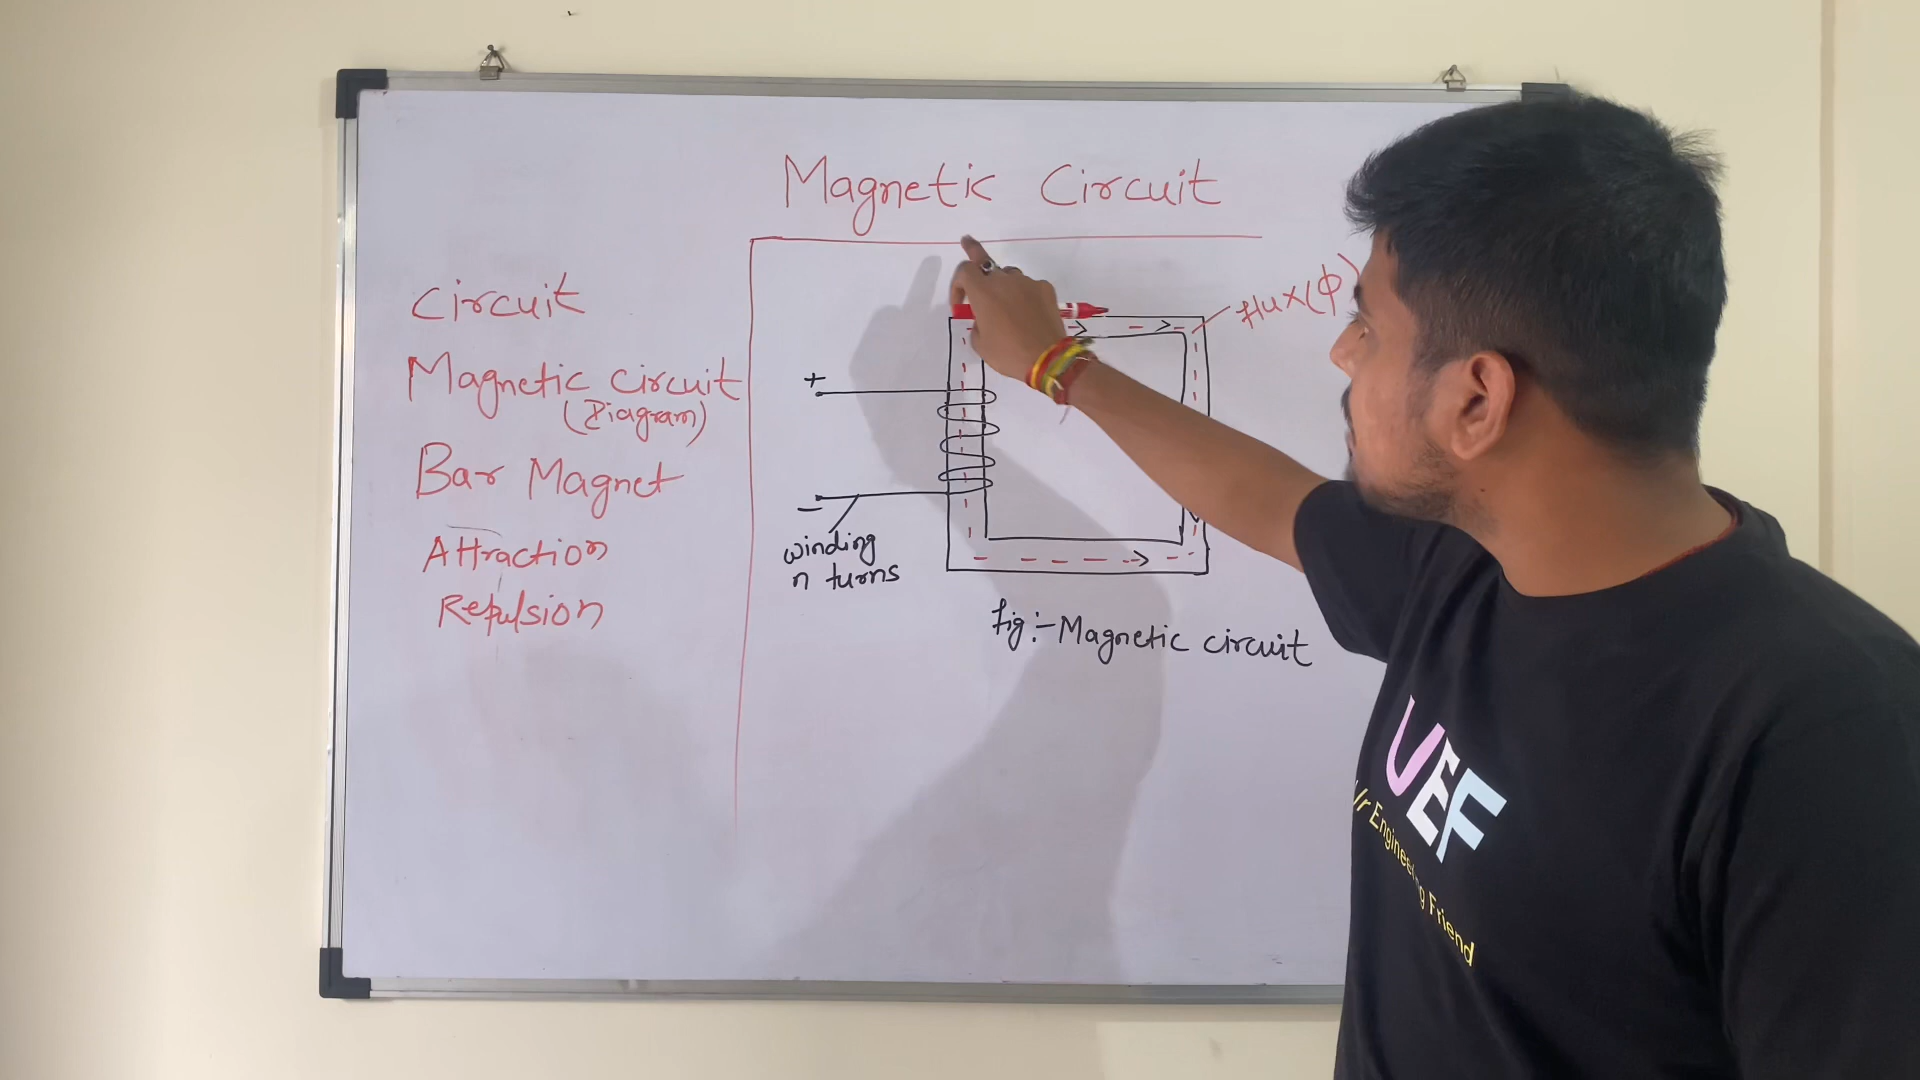 Magnetic Circuit
Circuit
Magnetic circuit
(Diagram)
Bar Magnet
Attraction
Repulsion
flux(Φ)
+
−
winding
n turns
fig:- Magnetic circuit
UEF
Ur Engineering Friend